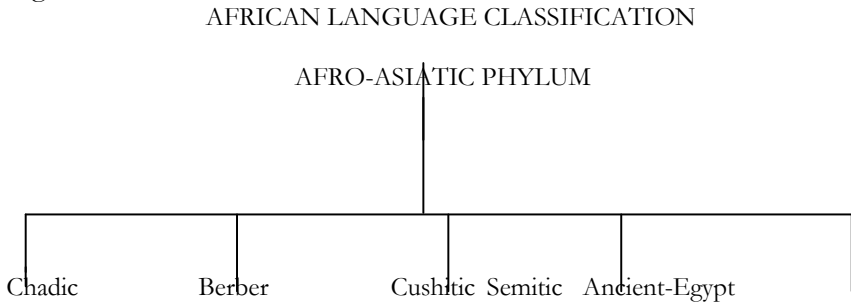 AFRICAN LANGUAGE CLASSIFICATION
AFRO-ASIATIC PHYLUM
Chadic Berber Cushitic Semitic Ancient-Egypt